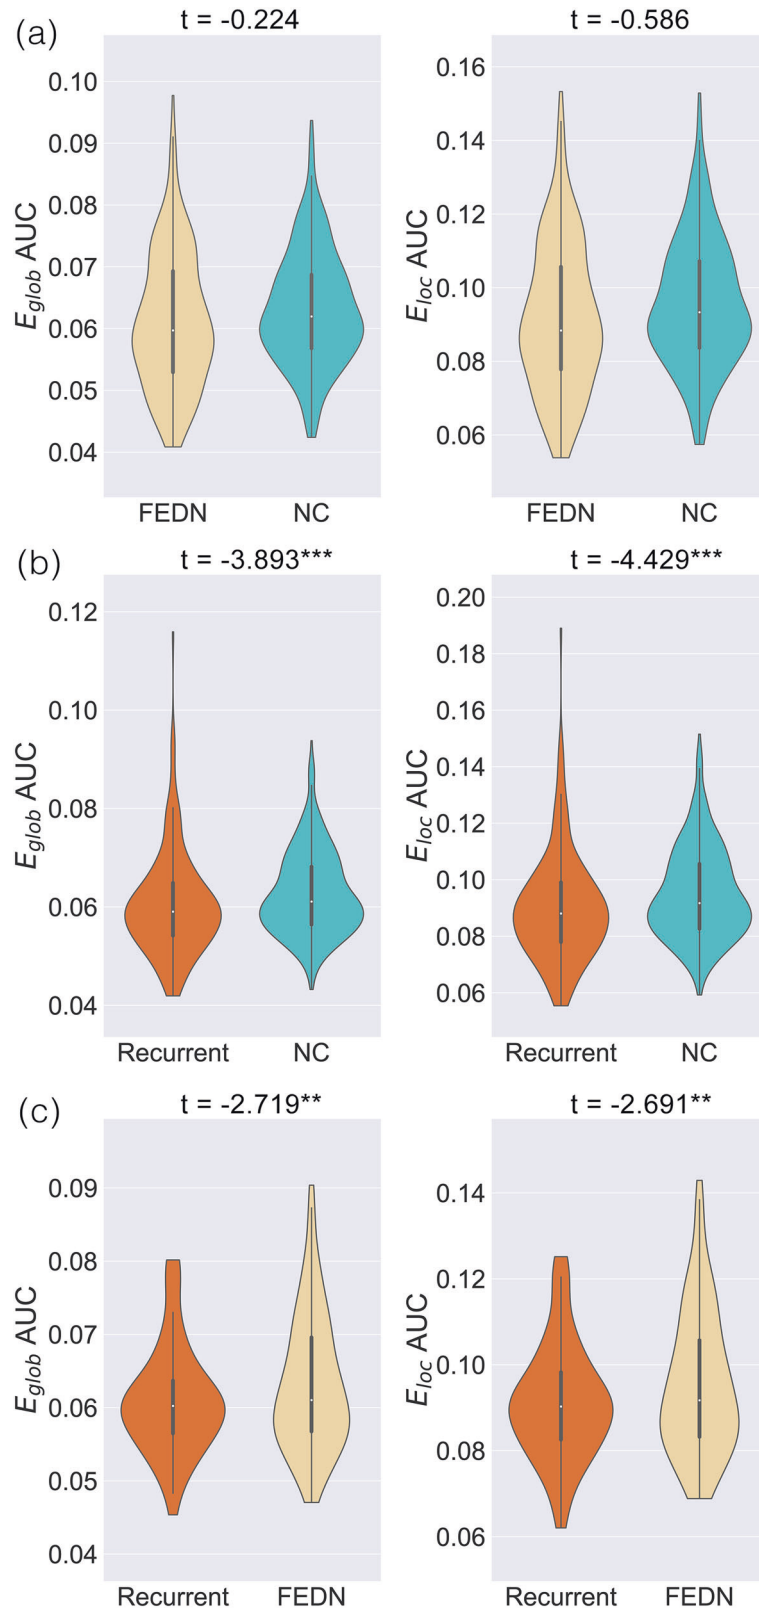 (a)
t = -0.224
t = -0.586
E_glob AUC
0.10
0.09
0.08
0.07
0.06
0.05
0.04
FEDN NC
E_loc AUC
0.16
0.14
0.12
0.10
0.08
0.06
FEDN NC
(b)
t = -3.893***
t = -4.429***
E_glob AUC
0.12
0.10
0.08
0.06
0.04
Recurrent NC
E_loc AUC
0.20
0.18
0.16
0.14
0.12
0.10
0.08
0.06
Recurrent NC
(c)
t = -2.719**
t = -2.691**
E_glob AUC
0.09
0.08
0.07
0.06
0.05
0.04
Recurrent FEDN
E_loc AUC
0.14
0.12
0.10
0.08
0.06
Recurrent FEDN